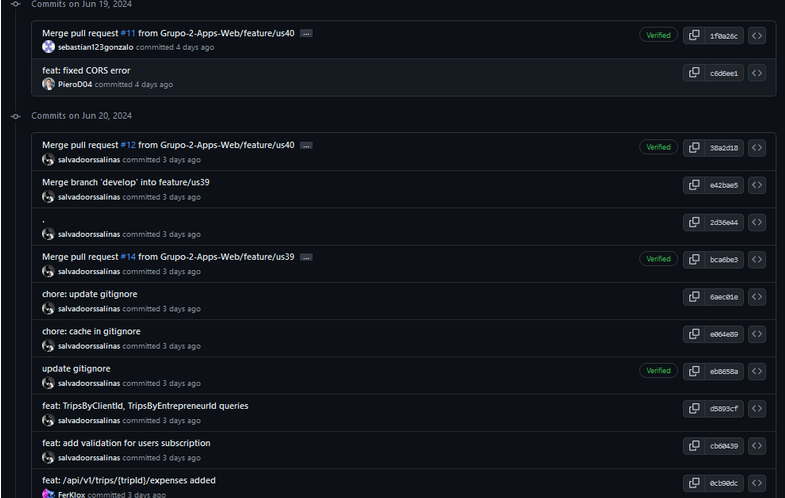 Commits on Jun 19, 2024
Merge pull request #11 from Grupo-2-Apps-Web/feature/us40 ...
Verified
1f0a26c
sebastian123gonzalo committed 4 days ago
feat: fixed CORS error
c6d6ee1
PieroD04 committed 4 days ago
Commits on Jun 20, 2024
Merge pull request #12 from Grupo-2-Apps-Web/feature/us40 ...
Verified
38a2d18
salvadoorssalinas committed 3 days ago
Merge branch 'develop' into feature/us39
e42bae5
salvadoorssalinas committed 3 days ago
.
2d36e44
salvadoorssalinas committed 3 days ago
Merge pull request #14 from Grupo-2-Apps-Web/feature/us39 ...
Verified
bca6be3
salvadoorssalinas committed 3 days ago
chore: update gitignore
6aec01e
salvadoorssalinas committed 3 days ago
chore: cache in gitignore
e064e89
salvadoorssalinas committed 3 days ago
update gitignore
Verified
eb8658a
salvadoorssalinas committed 3 days ago
feat: TripsByClientId, TripsByEntrepreneurId queries
d5893cf
salvadoorssalinas committed 3 days ago
feat: add validation for users subscription
cb60439
salvadoorssalinas committed 3 days ago
feat: /api/v1/trips/{tripId}/expenses added
0cb90dc
FerKlox committed 3 days ago